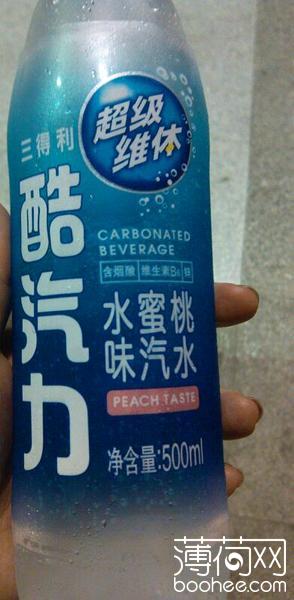 超级
维体
三得利
酷汽力
CARBONATED
BEVERAGE
含烟酸 维生素B6 锌
水蜜桃
味汽水
PEACH TASTE
净含量:500ml
薄荷网
boohee.com